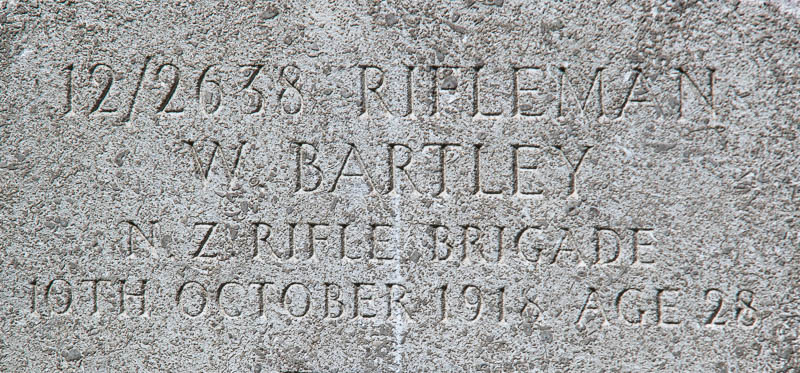 12/2638 RIFLEMAN
W. BARTLEY
N. Z. RIFLE BRIGADE
10TH OCTOBER 1918 AGE 28